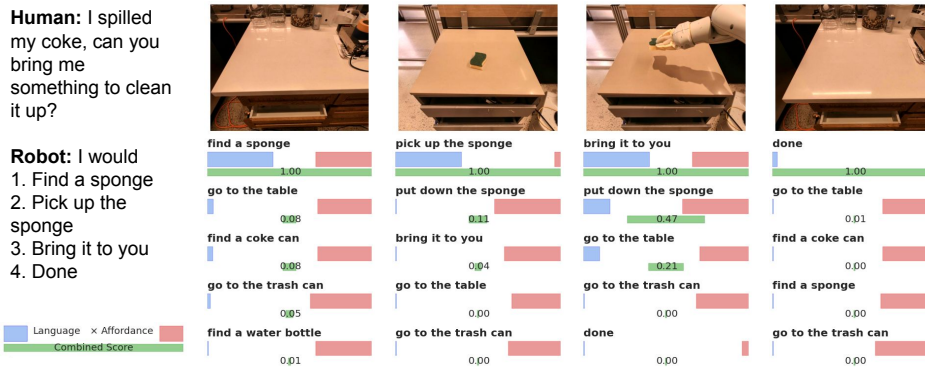 Human: I spilled
my coke, can you
bring me
something to clean
it up?
Robot: I would
1. Find a sponge
2. Pick up the
sponge
3. Bring it to you
4. Done
Language × Affordance
Combined Score
find a sponge
1.00
go to the table
0.08
find a coke can
0.08
go to the trash can
0.05
find a water bottle
0.01
pick up the sponge
1.00
put down the sponge
0.11
bring it to you
0.04
go to the table
0.00
go to the trash can
0.00
bring it to you
1.00
put down the sponge
0.47
go to the table
0.21
go to the trash can
0.00
done
0.00
done
1.00
go to the table
0.01
find a coke can
0.00
find a sponge
0.00
go to the trash can
0.00